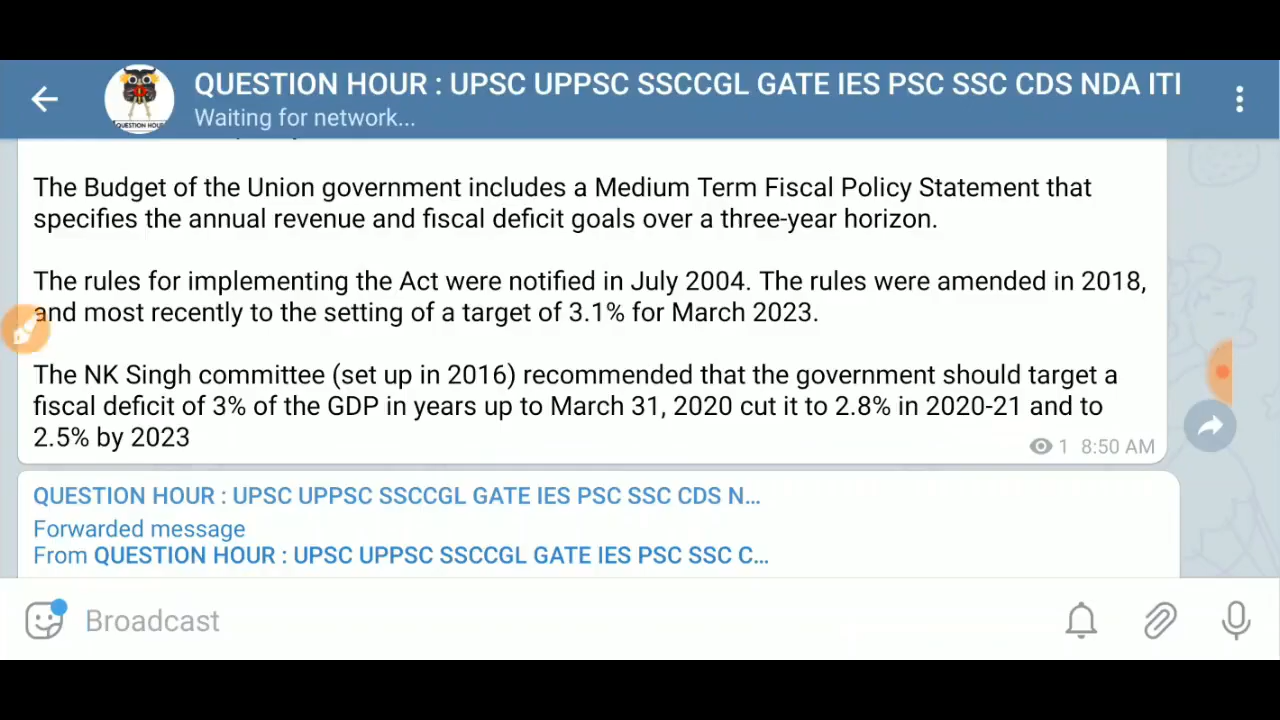 QUESTION HOUR : UPSC UPPSC SSCCGL GATE IES PSC SSC CDS NDA ITI
Waiting for network...
QUESTION HOUR
The Budget of the Union government includes a Medium Term Fiscal Policy Statement that
specifies the annual revenue and fiscal deficit goals over a three-year horizon.
The rules for implementing the Act were notified in July 2004. The rules were amended in 2018,
and most recently to the setting of a target of 3.1% for March 2023.
The NK Singh committee (set up in 2016) recommended that the government should target a
fiscal deficit of 3% of the GDP in years up to March 31, 2020 cut it to 2.8% in 2020-21 and to
2.5% by 2023
1 8:50 AM
QUESTION HOUR : UPSC UPPSC SSCCGL GATE IES PSC SSC CDS N...
Forwarded message
From QUESTION HOUR : UPSC UPPSC SSCCGL GATE IES PSC SSC C...
Broadcast